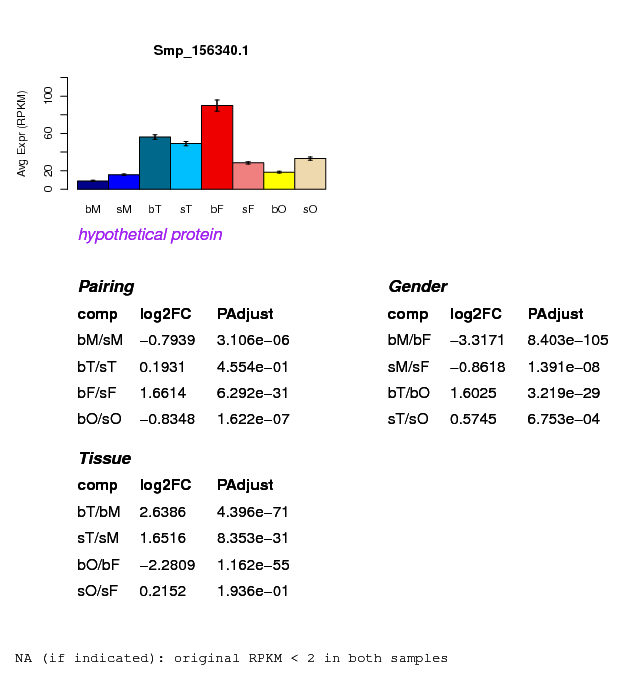 Smp_156340.1
Avg Expr (RPKM)
0 20 60 100
bM sM bT sT bF sF bO sO
hypothetical protein
Pairing
comp log2FC PAdjust
bM/sM −0.7939 3.106e−06
bT/sT 0.1931 4.554e−01
bF/sF 1.6614 6.292e−31
bO/sO −0.8348 1.622e−07
Gender
comp log2FC PAdjust
bM/bF −3.3171 8.403e−105
sM/sF −0.8618 1.391e−08
bT/bO 1.6025 3.219e−29
sT/sO 0.5745 6.753e−04
Tissue
comp log2FC PAdjust
bT/bM 2.6386 4.396e−71
sT/sM 1.6516 8.353e−31
bO/bF −2.2809 1.162e−55
sO/sF 0.2152 1.936e−01
NA (if indicated): original RPKM < 2 in both samples